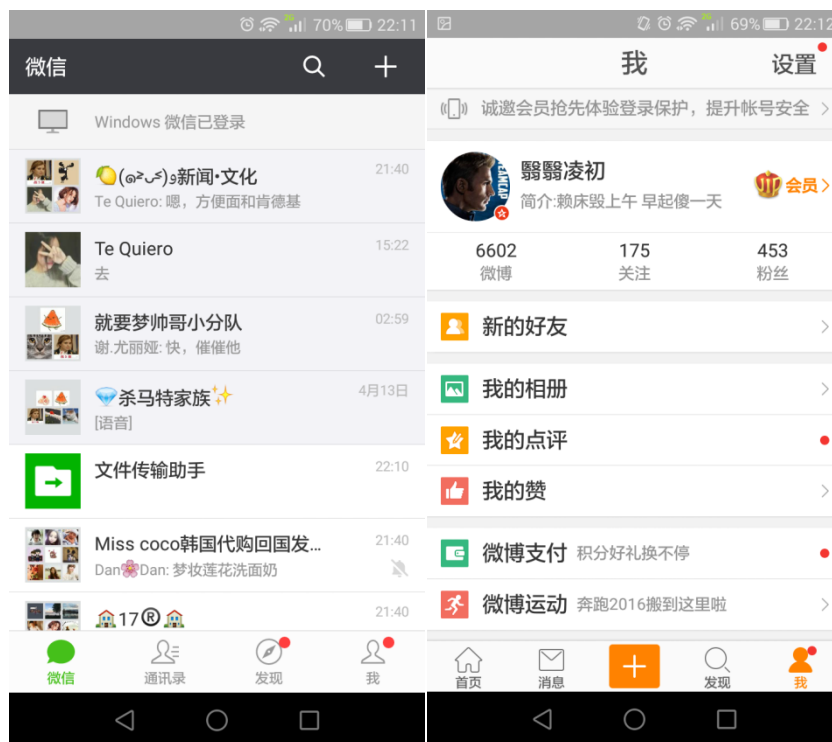 2G 70% 22:11
微信
Windows 微信已登录
🍋(๑≥ڡ≤)و新闻•文化 21:40
Te Quiero: 嗯，方便面和肯德基
Te Quiero 15:22
去
就要梦帅哥小分队 02:59
谢.尤丽娅: 快，催催他
💎杀马特家族✨ 4月13日
[语音]
文件传输助手 22:10
Miss coco韩国代购回国发... 21:40
Dan🌸Dan: 梦妆莲花洗面奶
🏠17®🏠 21:40
微信 通讯录 发现 我
2G 69% 22:12
我 设置
诚邀会员抢先体验登录保护，提升帐号安全
翳翳凌初
简介:赖床毁上午 早起傻一天
会员
6602 175 453
微博 关注 粉丝
新的好友
我的相册
我的点评
我的赞
微博支付 积分好礼换不停
微博运动 奔跑2016搬到这里啦
首页 消息 发现 我